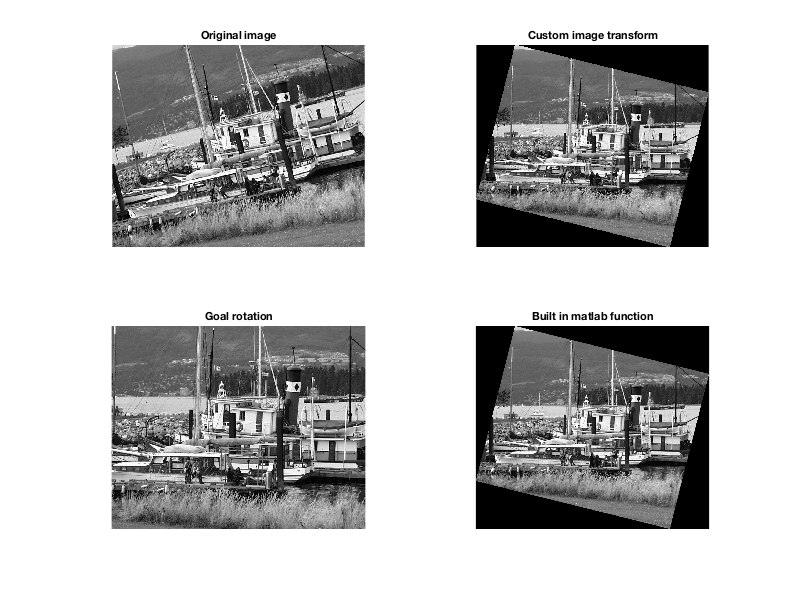 Original image
Custom image transform
Goal rotation
Built in matlab function